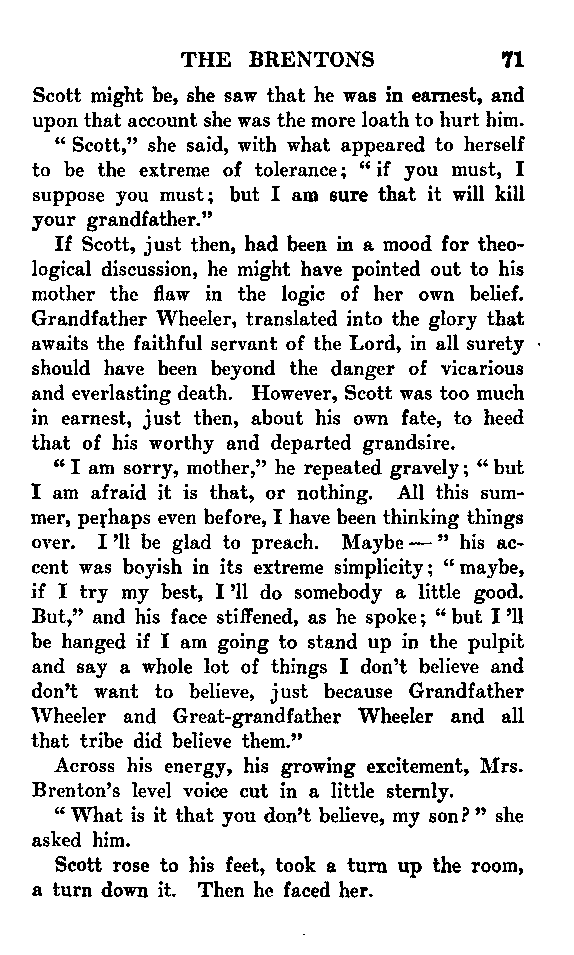 THE BRENTONS 71
Scott might be, she saw that he was in earnest, and
upon that account she was the more loath to hurt him.
“ Scott,” she said, with what appeared to herself
to be the extreme of tolerance; “ if you must, I
suppose you must; but I am sure that it will kill
your grandfather.”
If Scott, just then, had been in a mood for theo-
logical discussion, he might have pointed out to his
mother the flaw in the logic of her own belief.
Grandfather Wheeler, translated into the glory that
awaits the faithful servant of the Lord, in all surety
should have been beyond the danger of vicarious
and everlasting death. However, Scott was too much
in earnest, just then, about his own fate, to heed
that of his worthy and departed grandsire.
“ I am sorry, mother,” he repeated gravely; “ but
I am afraid it is that, or nothing. All this sum-
mer, perhaps even before, I have been thinking things
over. I ’ll be glad to preach. Maybe — ” his ac-
cent was boyish in its extreme simplicity; “ maybe,
if I try my best, I ’ll do somebody a little good.
But,” and his face stiffened, as he spoke; “ but I ’ll
be hanged if I am going to stand up in the pulpit
and say a whole lot of things I don’t believe and
don’t want to believe, just because Grandfather
Wheeler and Great-grandfather Wheeler and all
that tribe did believe them.”
Across his energy, his growing excitement, Mrs.
Brenton’s level voice cut in a little sternly.
“ What is it that you don’t believe, my son? ” she
asked him.
Scott rose to his feet, took a turn up the room,
a turn down it. Then he faced her.